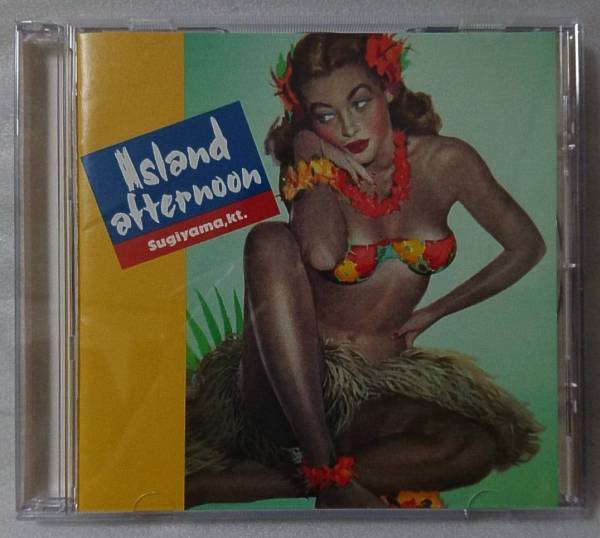 Island
afternoon
Sugiyama,kt.